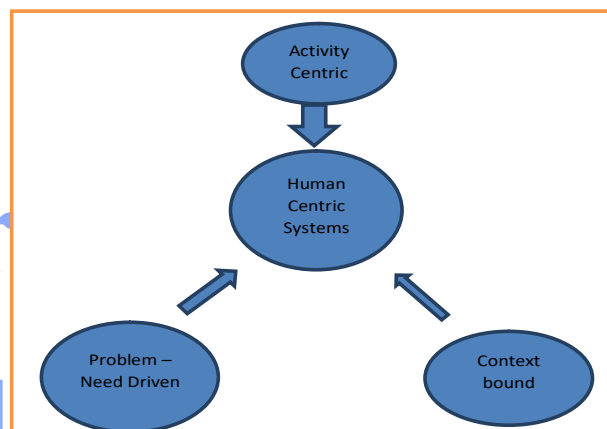 Activity
Centric
Human
Centric
Systems
Problem –
Need Driven
Context
bound